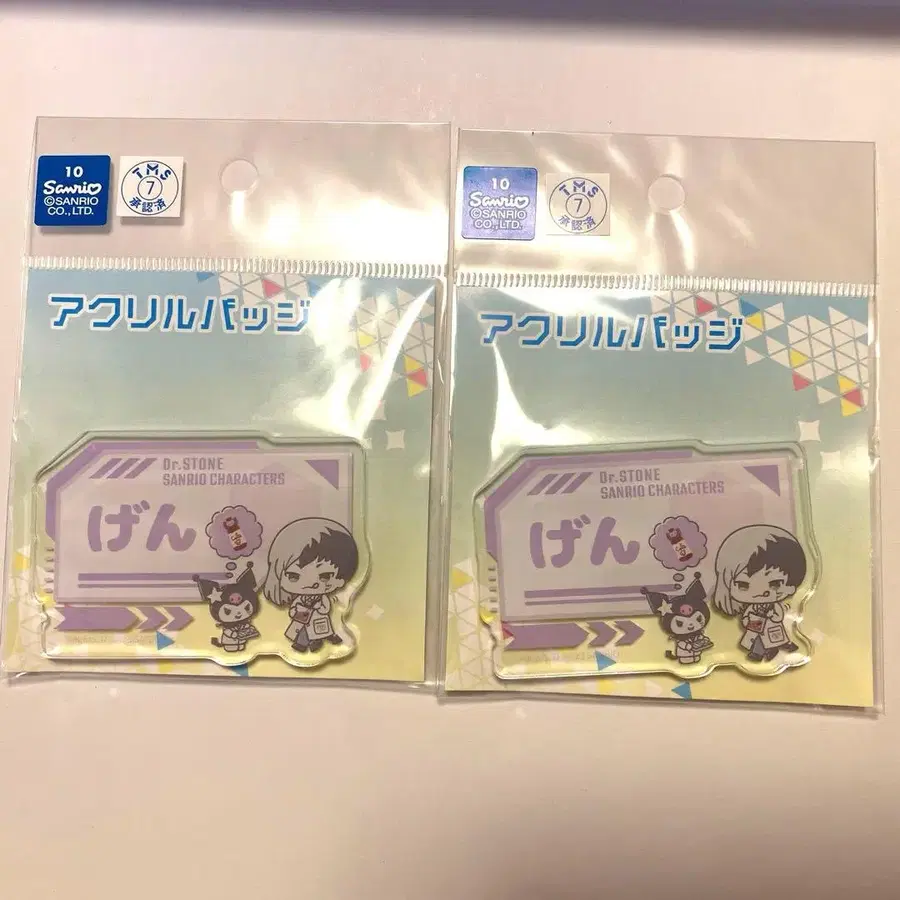 10
Sanrio
©SANRIO
CO.,LTD.
TMS
7
承認済
アクリルバッジ
Dr.STONE
SANRIO CHARACTERS
げん
10
Sanrio
©SANRIO
CO.,LTD.
TMS
7
承認済
アクリルバッジ
Dr.STONE
SANRIO CHARACTERS
げん